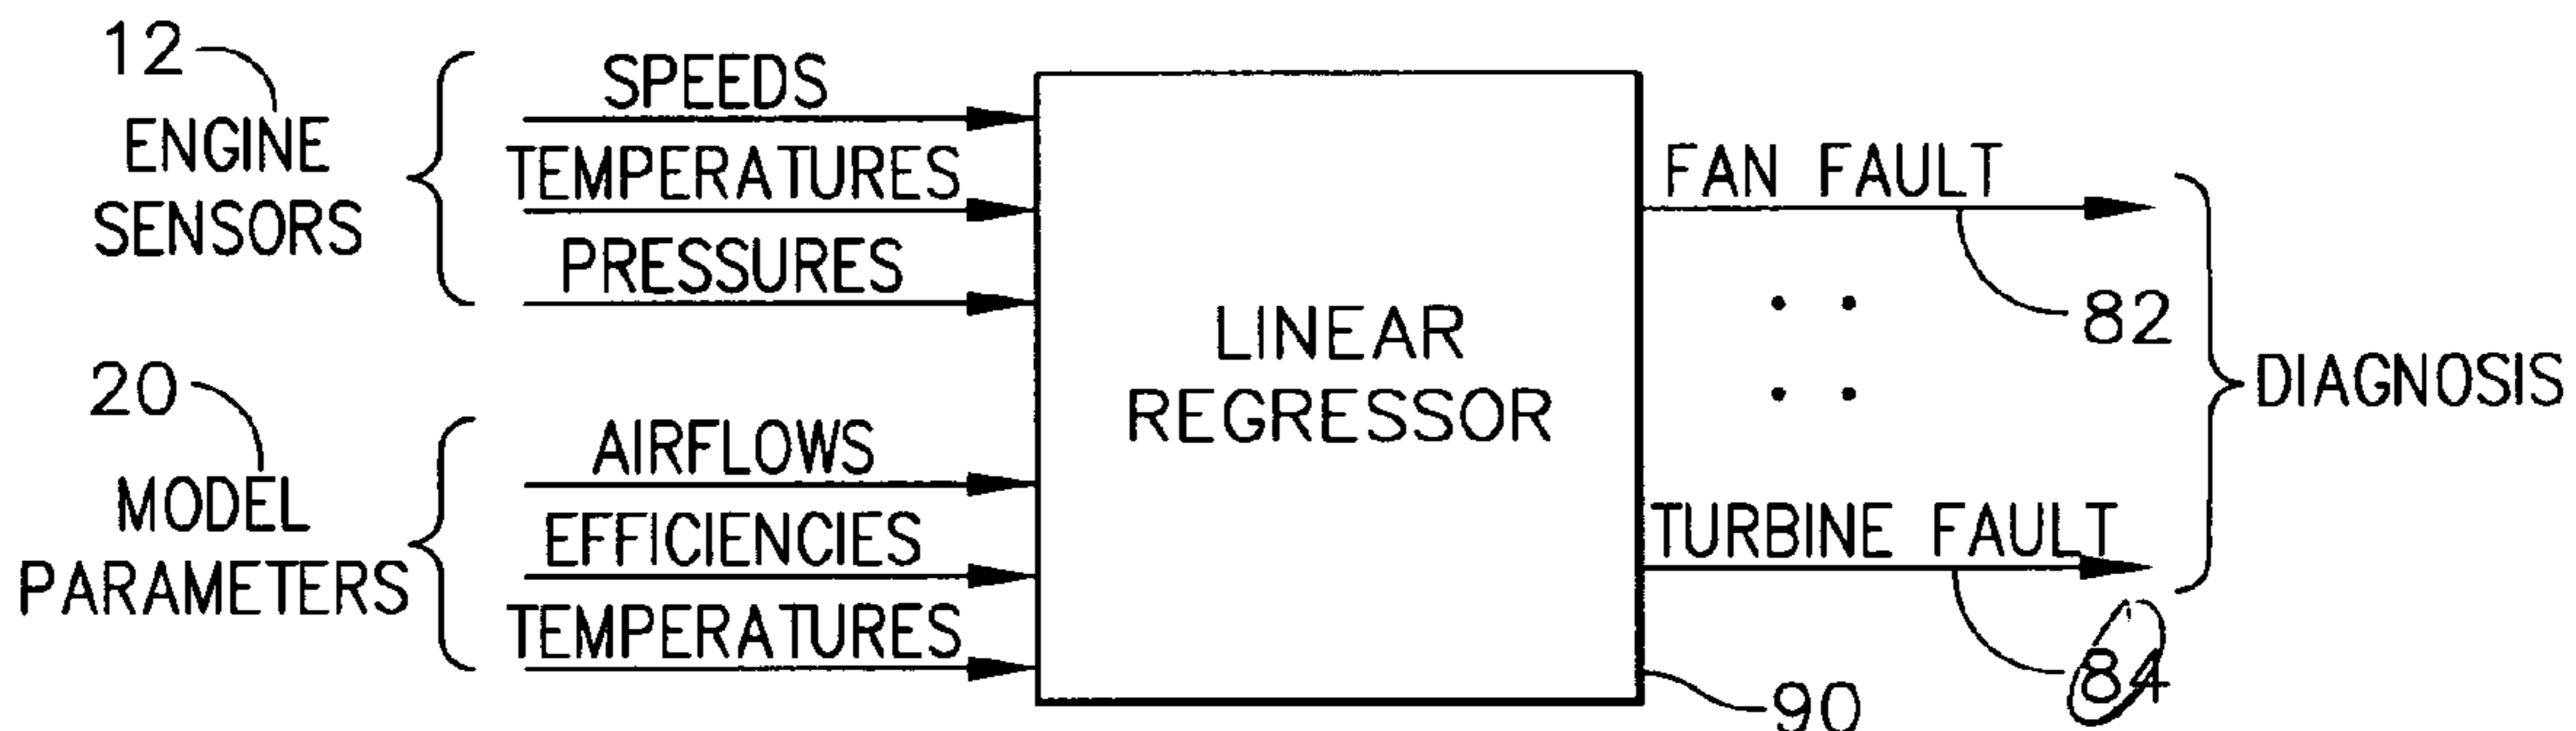 12
ENGINE
SENSORS
SPEEDS
TEMPERATURES
PRESSURES
20
MODEL
PARAMETERS
AIRFLOWS
EFFICIENCIES
TEMPERATURES
LINEAR
REGRESSOR
90
FAN FAULT
82
TURBINE FAULT
84
DIAGNOSIS